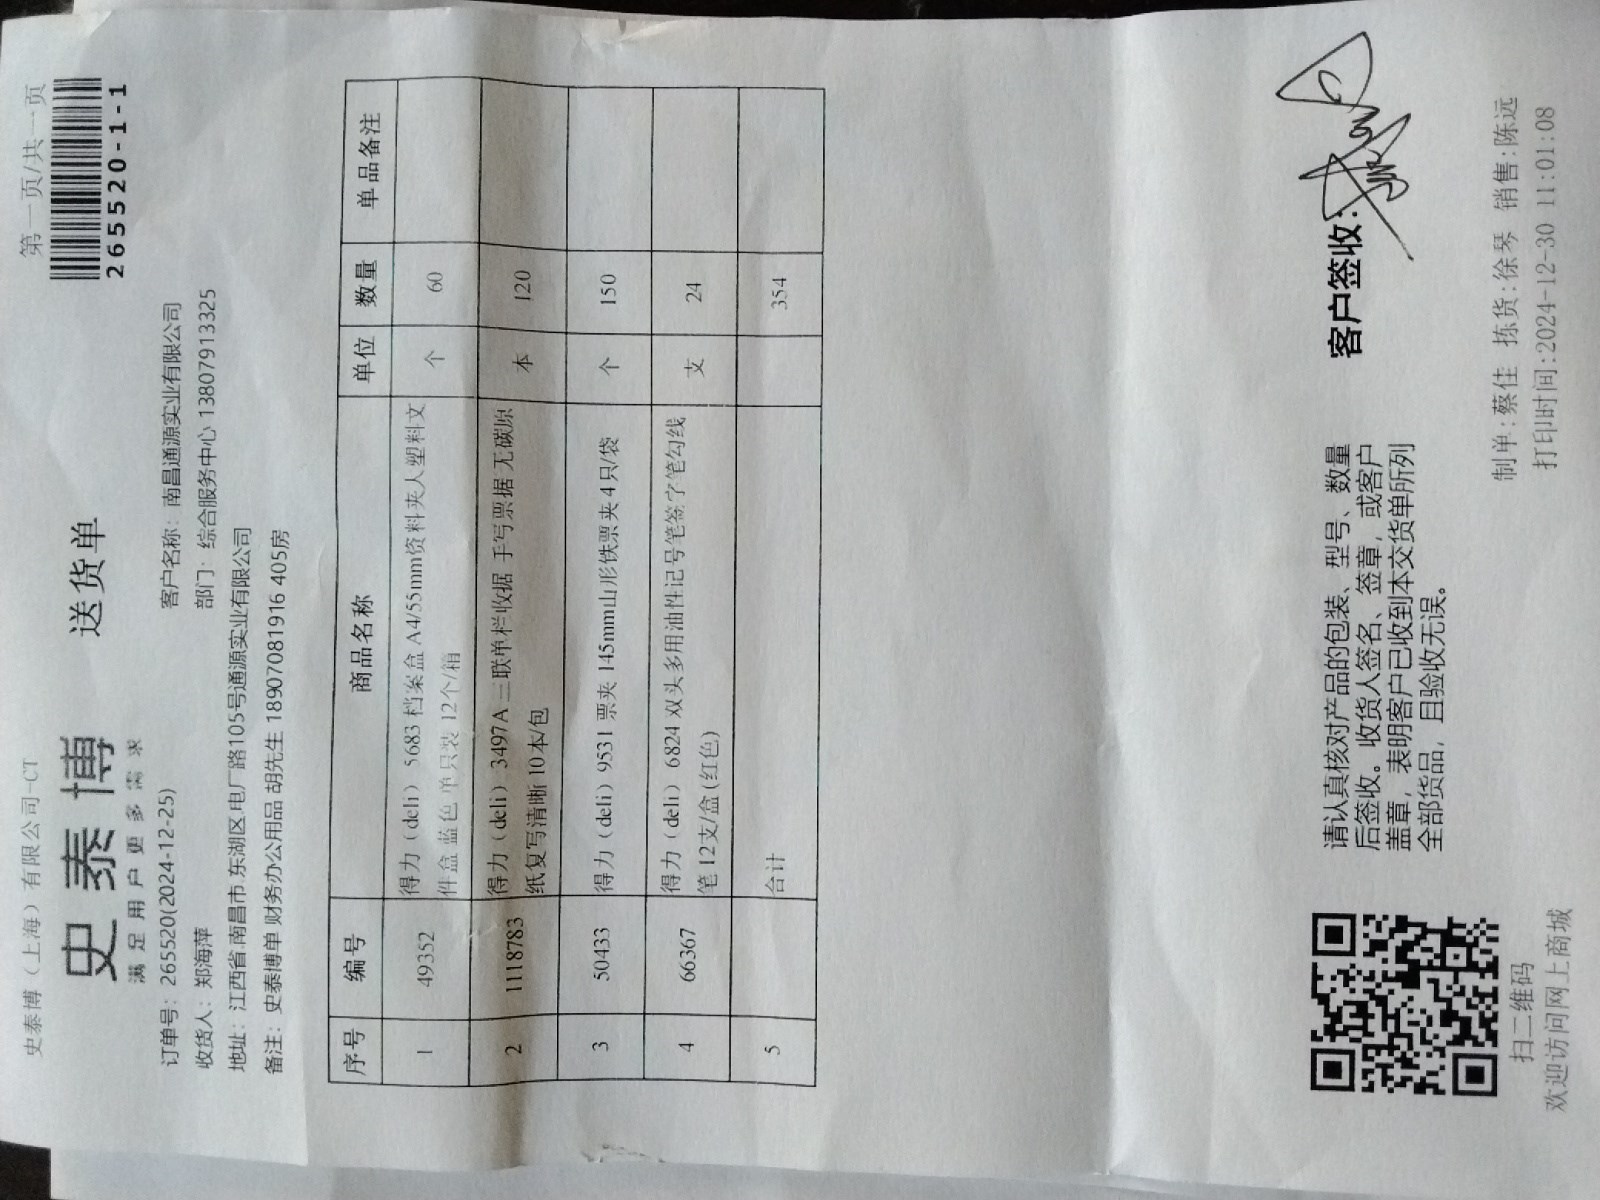 史泰博（上海）有限公司-CT
第一页/共一页
史泰博
满足用户更多需求
送货单
265520-1-1
订单号：265520(2024-12-25)
客户名称：南昌通源实业有限公司
收货人：郑海萍
部门：综合服务中心 13807913325
地址：江西省.南昌市.东湖区.电厂路105号通源实业有限公司
备注：史泰博单 财务办公用品 胡先生 18907081916 405房
序号 编号 商品名称 单位 数量 单品备注
1 49352 得力（deli）5683 档案盒 A4/55mm资料夹人塑料文件盒 蓝色 单只装 12个/箱 个 60
2 1118783 得力（deli）3497A 三联单栏收据 手写票据 无碳原纸复写清晰 10本/包 本 120
3 50433 得力（deli）9531 票夹 145mm山形铁票夹 4只/袋 个 150
4 66367 得力（deli）6824 双头多用油性记号笔签字笔勾线笔 12支/盒(红色) 支 24
5 合计 354
请认真核对产品的包装、型号、数量
后签收。收货人签名、签章，或客户
盖章，表明客户已收到本交货单所列
全部货品，且验收无误。
客户签收:
扫二维码
欢迎访问网上商城
制单:蔡佳 拣货:徐琴 销售:陈远
打印时间:2024-12-30 11:01:08